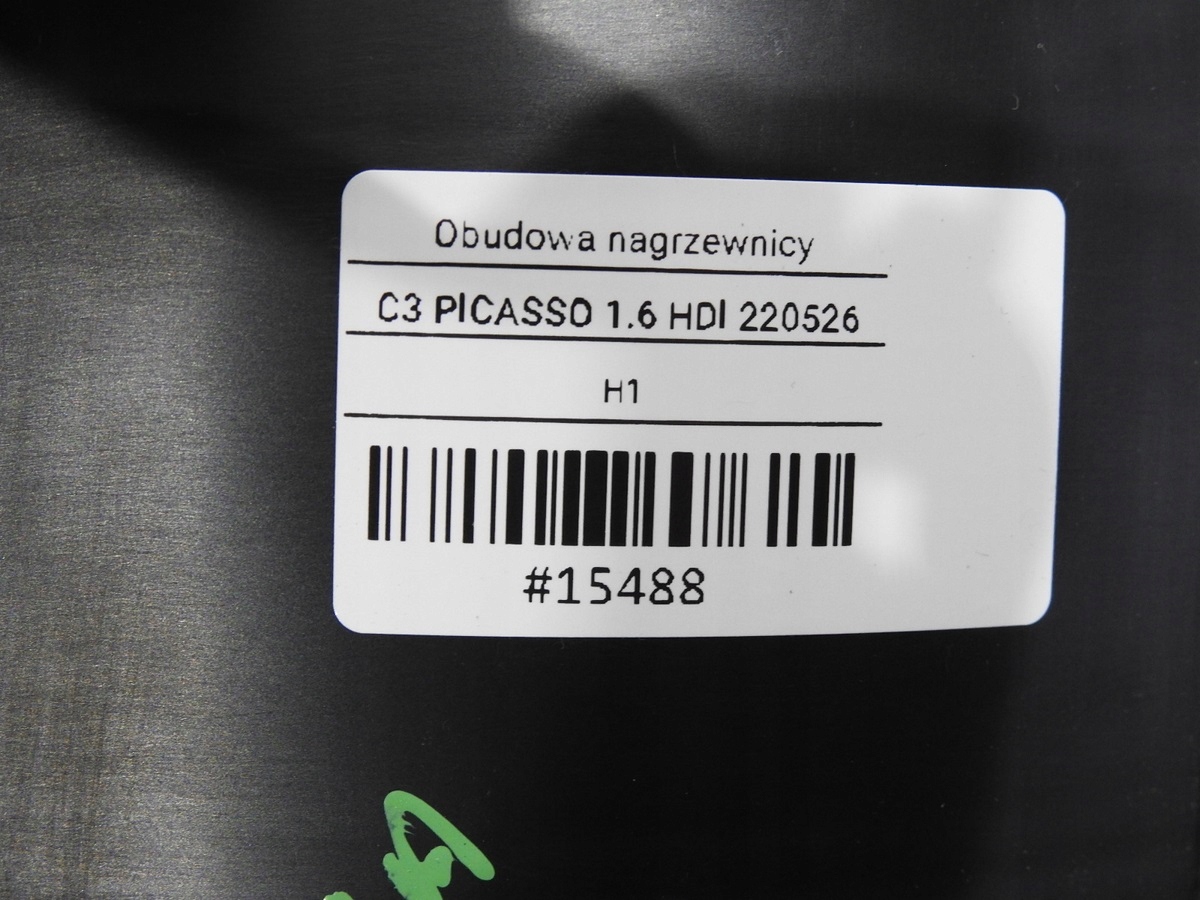 Obudowa nagrzewnicy
C3 PICASSO 1.6 HDI 220526
H1
#15488